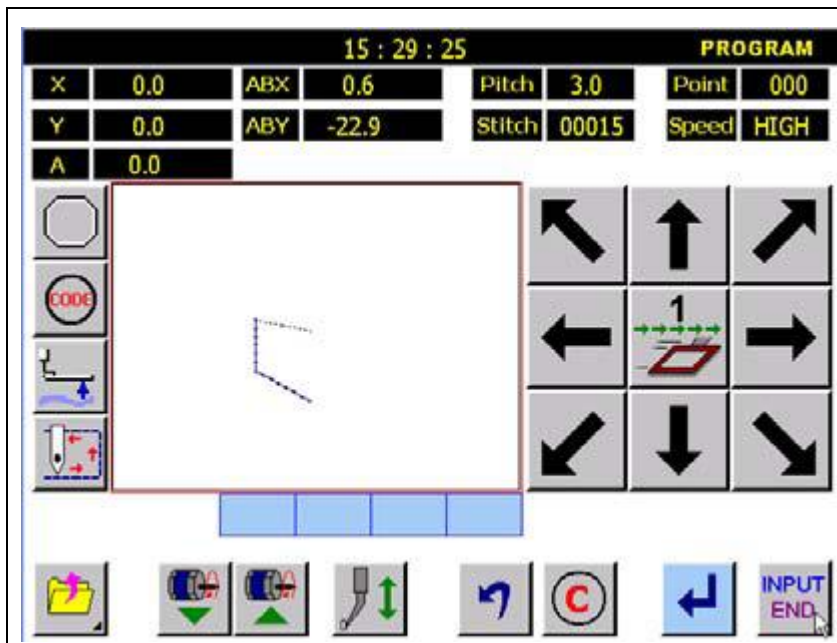 15 : 29 : 25 PROGRAM
X 0.0 ABX 0.6 Pitch 3.0 Point 000
Y 0.0 ABY -22.9 Stitch 00015 Speed HIGH
A 0.0
CODE
1
C
INPUT
END